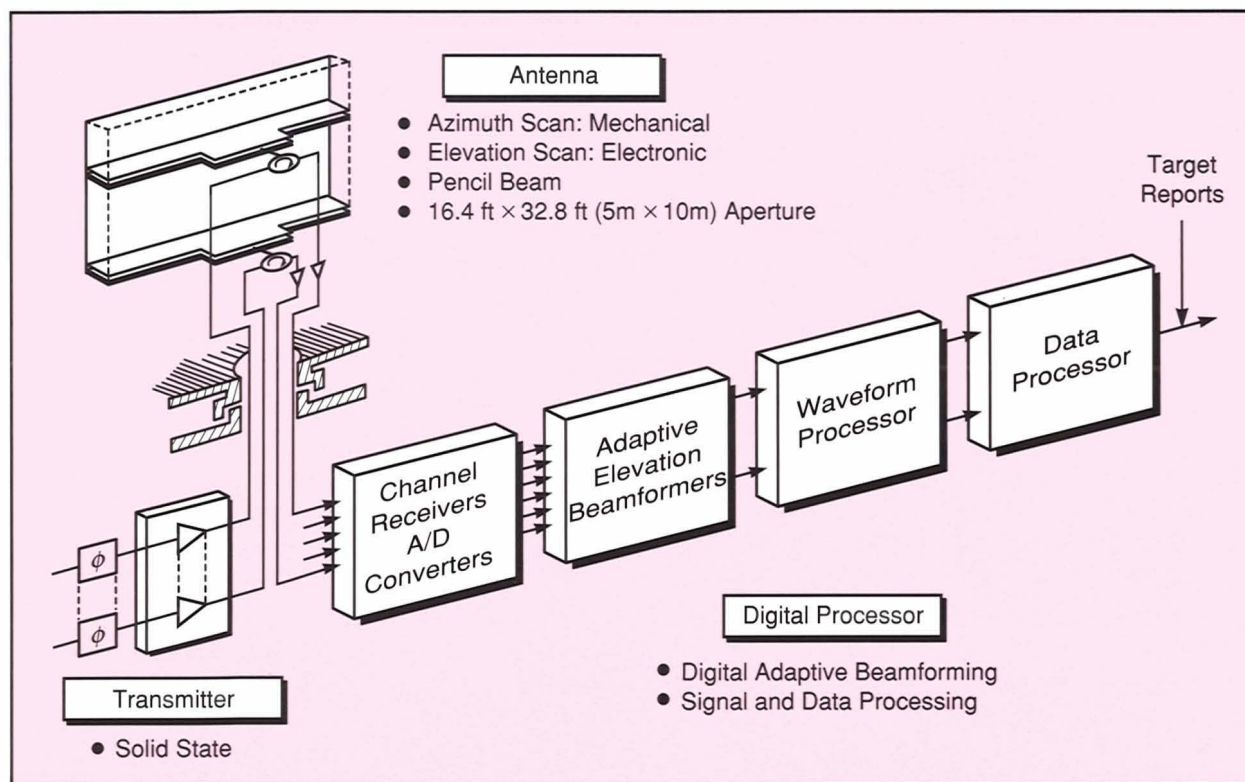 Antenna
● Azimuth Scan: Mechanical
● Elevation Scan: Electronic
● Pencil Beam
● 16.4 ft × 32.8 ft (5m × 10m) Aperture
Target
Reports
Data
Processor
Waveform
Processor
Adaptive
Elevation
Beamformers
Channel
Receivers
A/D
Converters
ϕ
ϕ
Transmitter
● Solid State
Digital Processor
● Digital Adaptive Beamforming
● Signal and Data Processing